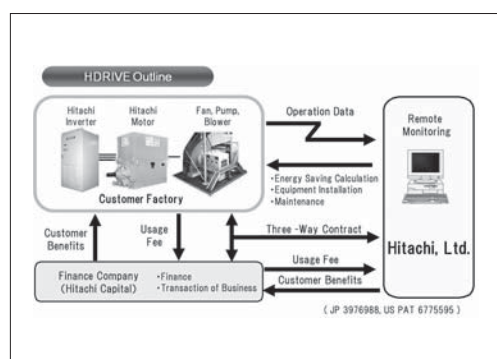 HDRIVE Outline
Hitachi
Inverter
Hitachi
Motor
Fan, Pump,
Blower
Customer Factory
Operation Data
Remote
Monitoring
・Energy Saving Calculation
・Equipment Installation
・Maintenance
Customer
Benefits
Usage
Fee
Three -Way Contract
Hitachi, Ltd.
Finance Company
(Hitachi Capital)
・Finance
・Transaction of Business
Usage Fee
Customer Benefits
( JP 3976988, US PAT 6775595 )